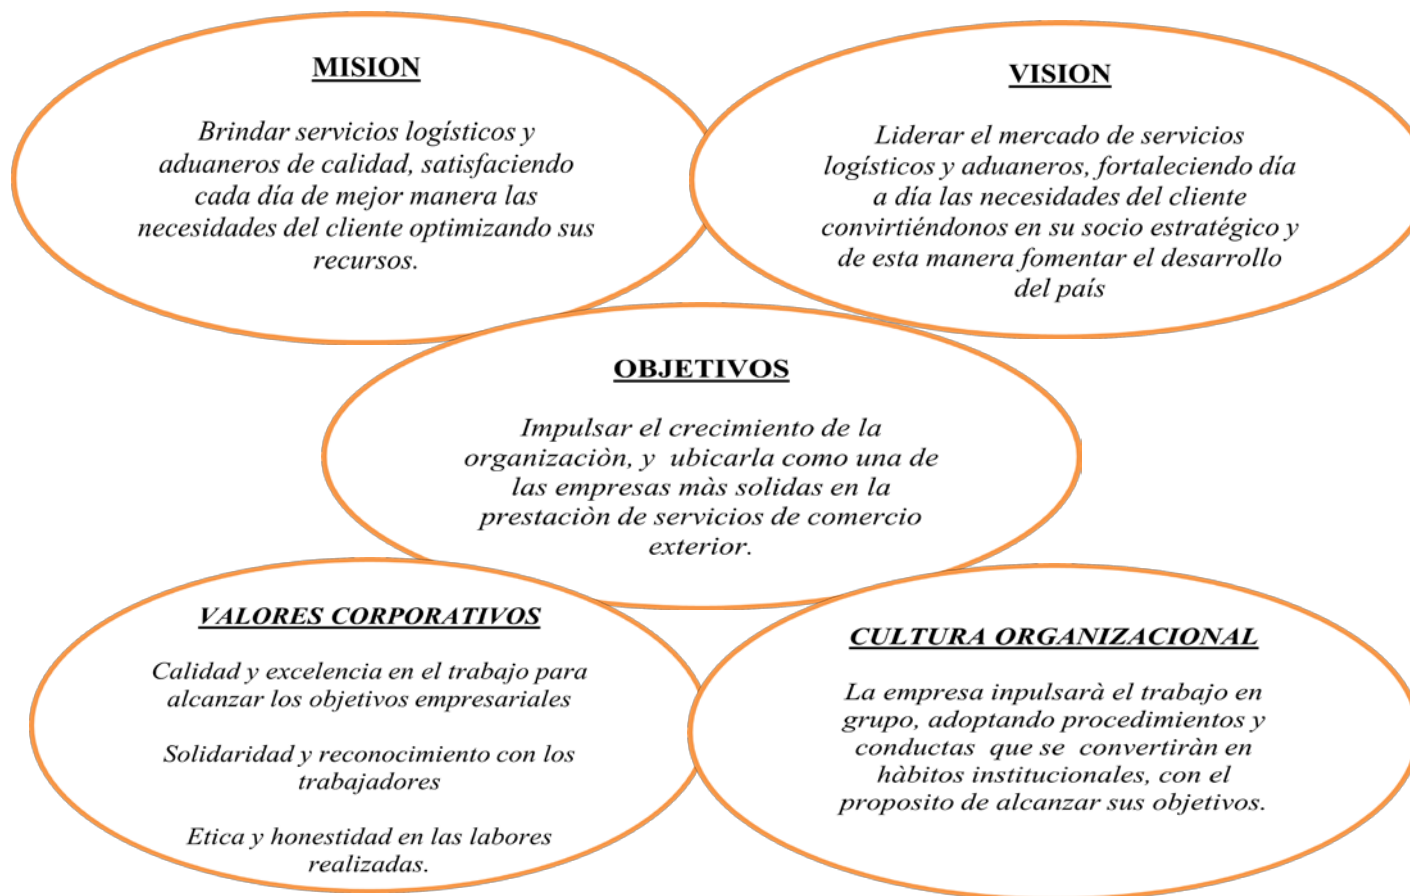 MISION
Brindar servicios logísticos y
aduaneros de calidad, satisfaciendo
cada día de mejor manera las
necesidades del cliente optimizando sus
recursos.
VISION
Liderar el mercado de servicios
logísticos y aduaneros, fortaleciendo día
a día las necesidades del cliente
convirtiéndonos en su socio estratégico y
de esta manera fomentar el desarrollo
del país
OBJETIVOS
Impulsar el crecimiento de la
organizaciòn, y  ubicarla como una de
las empresas màs solidas en la
prestaciòn de servicios de comercio
exterior.
VALORES CORPORATIVOS
Calidad y excelencia en el trabajo para
alcanzar los objetivos empresariales
Solidaridad y reconocimiento con los
trabajadores
Etica y honestidad en las labores
realizadas.
CULTURA ORGANIZACIONAL
La empresa inpulsarà el trabajo en
grupo, adoptando procedimientos y
conductas  que se  convertiràn en
hàbitos institucionales, con el
proposito de alcanzar sus objetivos.